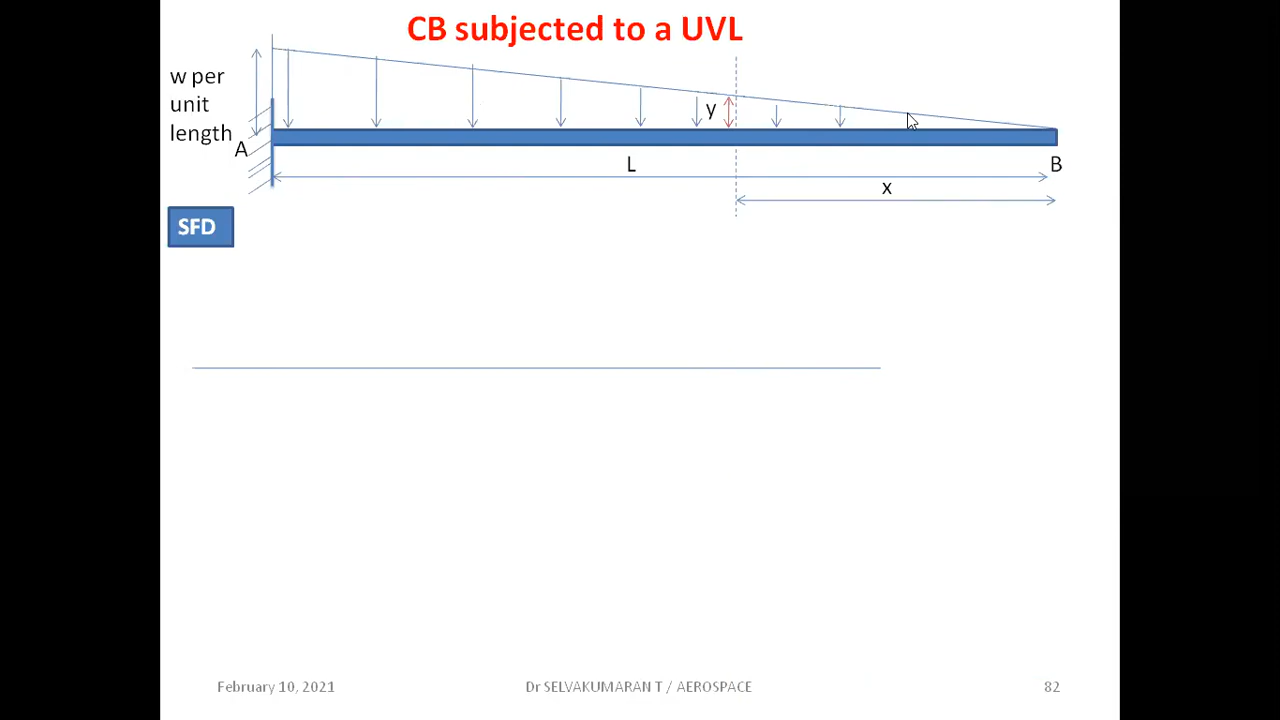 CB subjected to a UVL
w per
unit
length
A
y
L
B
x
SFD
February 10, 2021
Dr SELVAKUMARAN T / AEROSPACE
82